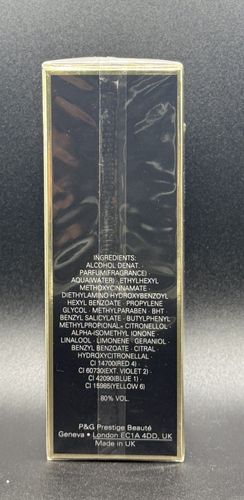 INGREDIENTS:
ALCOHOL DENAT. ·
PARFUM(FRAGRANCE)
AQUA(WATER) · ETHYLHEXYL
METHOXYCINNAMATE ·
DIETHYLAMINO HYDROXYBENZOYL
HEXYL BENZOATE · PROPYLENE
GLYCOL · METHYLPARABEN · BHT
BENZYL SALICYLATE · BUTYLPHENYL
METHYLPROPIONAL · CITRONELLOL ·
ALPHA-ISOMETHYL IONONE
LINALOOL · LIMONENE · GERANIOL ·
BENZYL BENZOATE · CITRAL ·
HYDROXYCITRONELLAL ·
CI 14700(RED 4) ·
CI 60730(EXT. VIOLET 2) ·
CI 42090(BLUE 1) ·
CI 15985(YELLOW 6)
80% VOL.
P&G Prestige Beauté
Geneva · London EC1A 4DD, UK
Made in UK